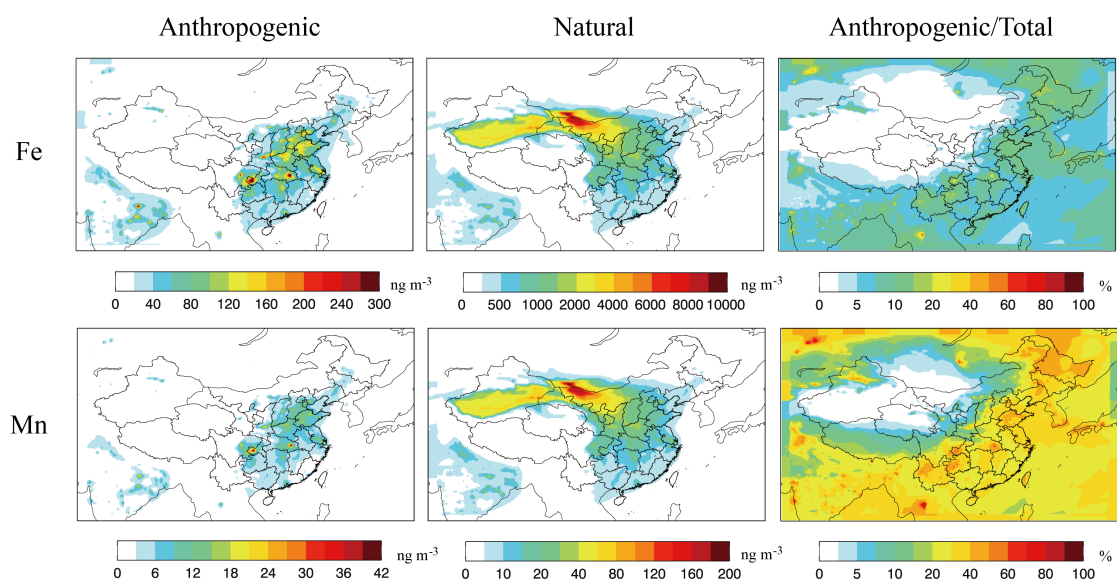 Anthropogenic Natural Anthropogenic/Total
Fe
0 40 80 120 160 200 240 300 ng m⁻³ 0 500 1000 2000 4000 6000 8000 10000 ng m⁻³ 0 5 10 20 40 60 80 100 %
Mn
0 6 12 18 24 30 36 42 ng m⁻³ 0 10 20 40 80 120 160 200 ng m⁻³ 0 5 10 20 40 60 80 100 %